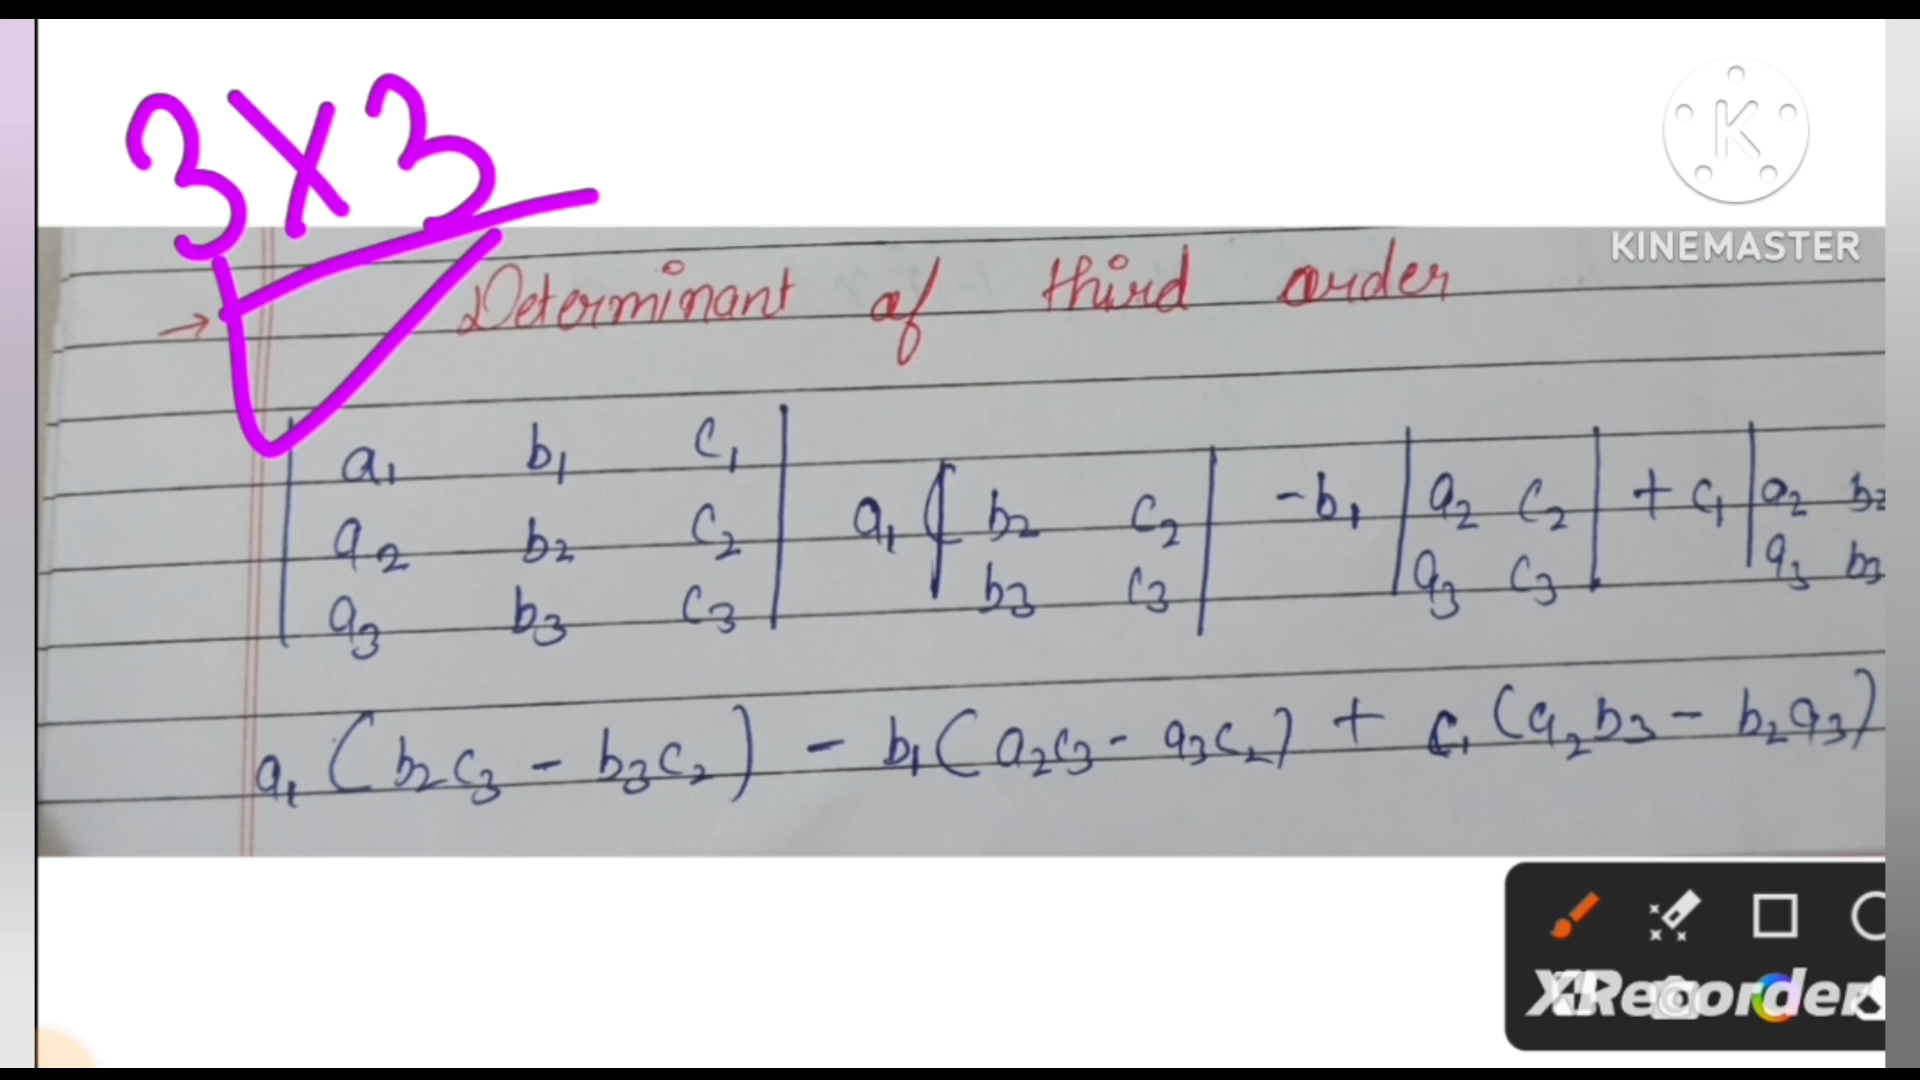 3×3
KINEMASTER
→ Determinant of third order
| a₁ b₁ c₁ |
| a₂ b₂ c₂ | a₁ | b₂ c₂ | - b₁ | a₂ c₂ | + c₁ | a₂ b₂
| a₃ b₃ c₃ | | b₃ c₃ | | a₃ c₃ | | a₃ b₃
a₁ (b₂c₃ - b₃c₂) - b₁ (a₂c₃ - a₃c₂) + c₁ (a₂b₃ - b₂a₃)
XRecorder